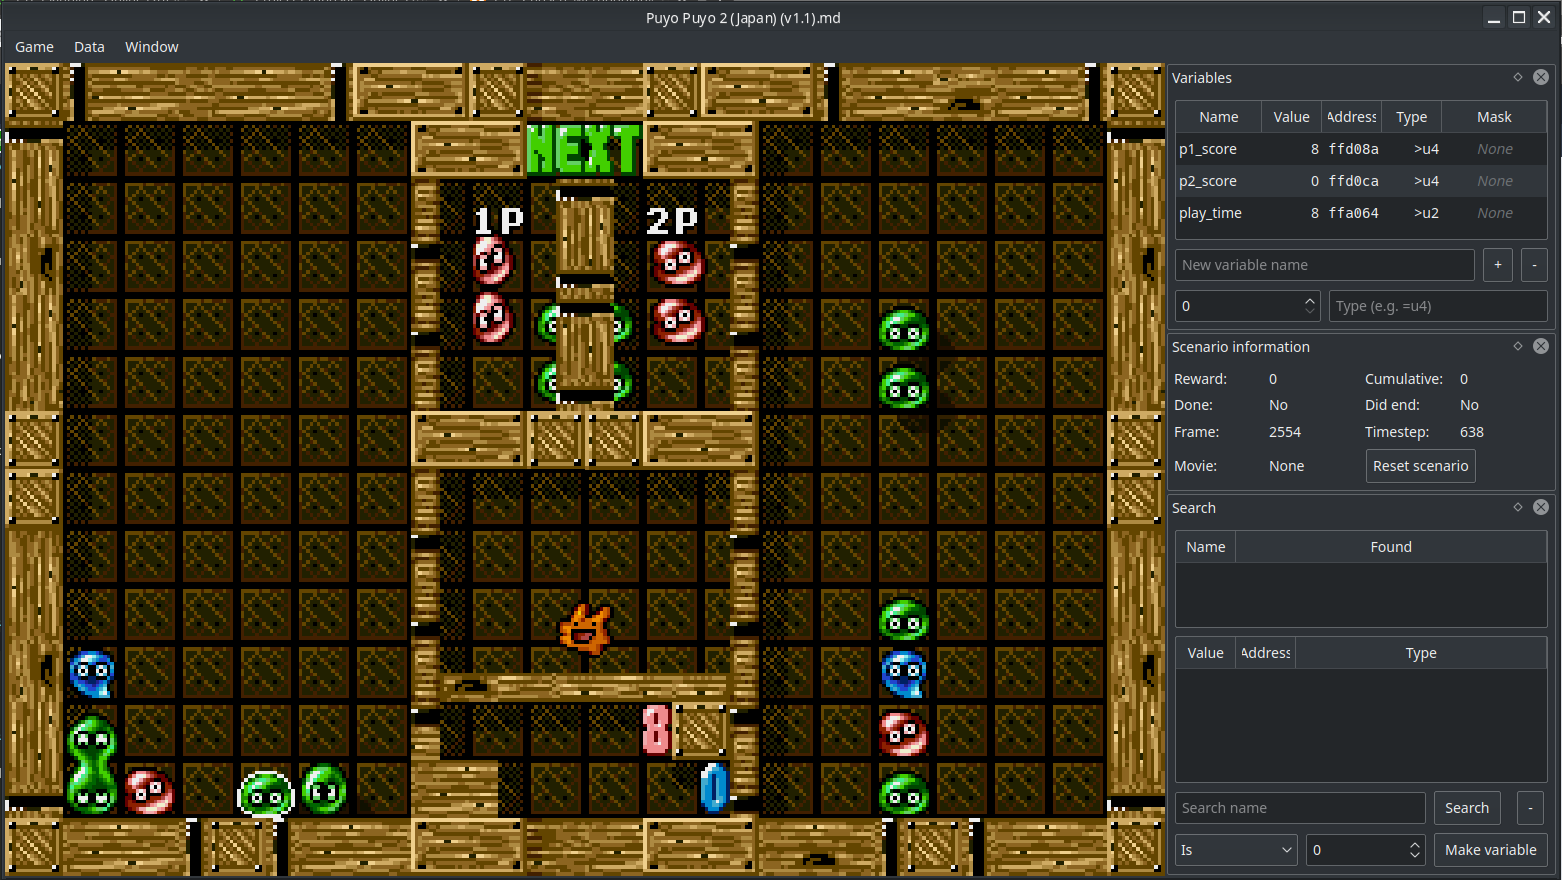 Puyo Puyo 2 (Japan) (v1.1).md
Game Data Window
NEXT
1P 2P
8
0
Variables
Name Value Address Type Mask
p1_score 8 ffd08a >u4 None
p2_score 0 ffd0ca >u4 None
play_time 8 ffa064 >u2 None
New variable name + -
0 Type (e.g. =u4)
Scenario information
Reward: 0 Cumulative: 0
Done: No Did end: No
Frame: 2554 Timestep: 638
Movie: None Reset scenario
Search
Name Found
Value Address Type
Search name Search -
Is 0 Make variable